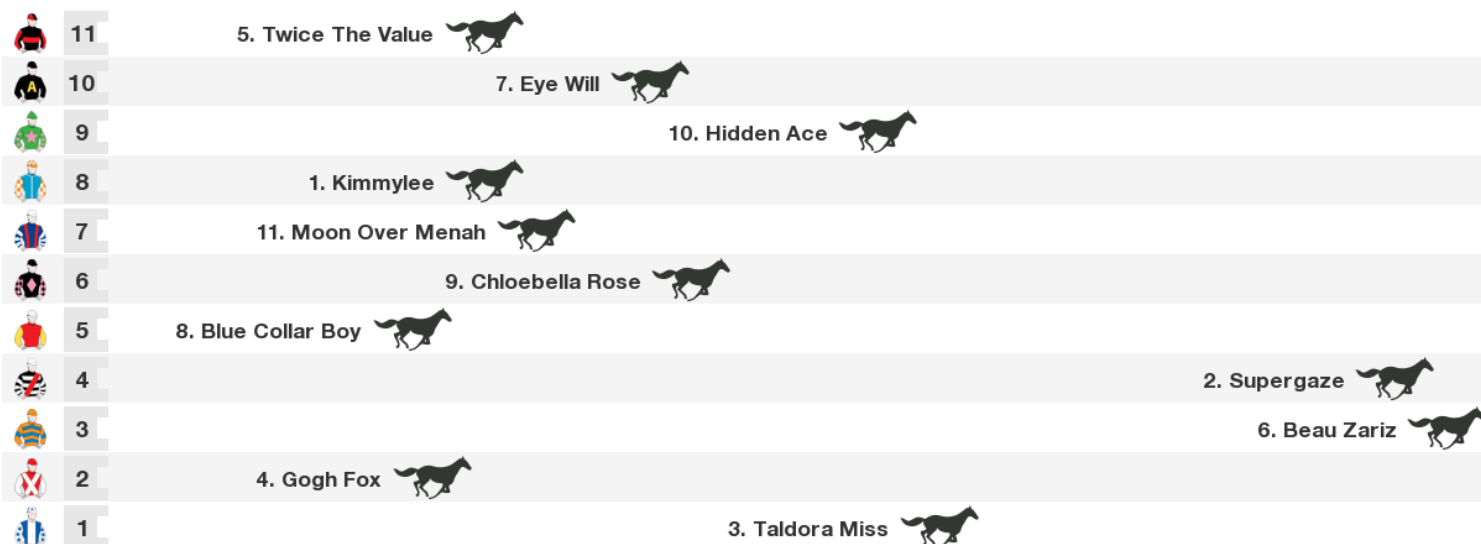 11 5. Twice The Value
A 10 7. Eye Will
9 10. Hidden Ace
8 1. Kimmylee
7 11. Moon Over Menah
6 9. Chloebella Rose
5 8. Blue Collar Boy
4 2. Supergaze
3 6. Beau Zariz
2 4. Gogh Fox
1 3. Taldora Miss